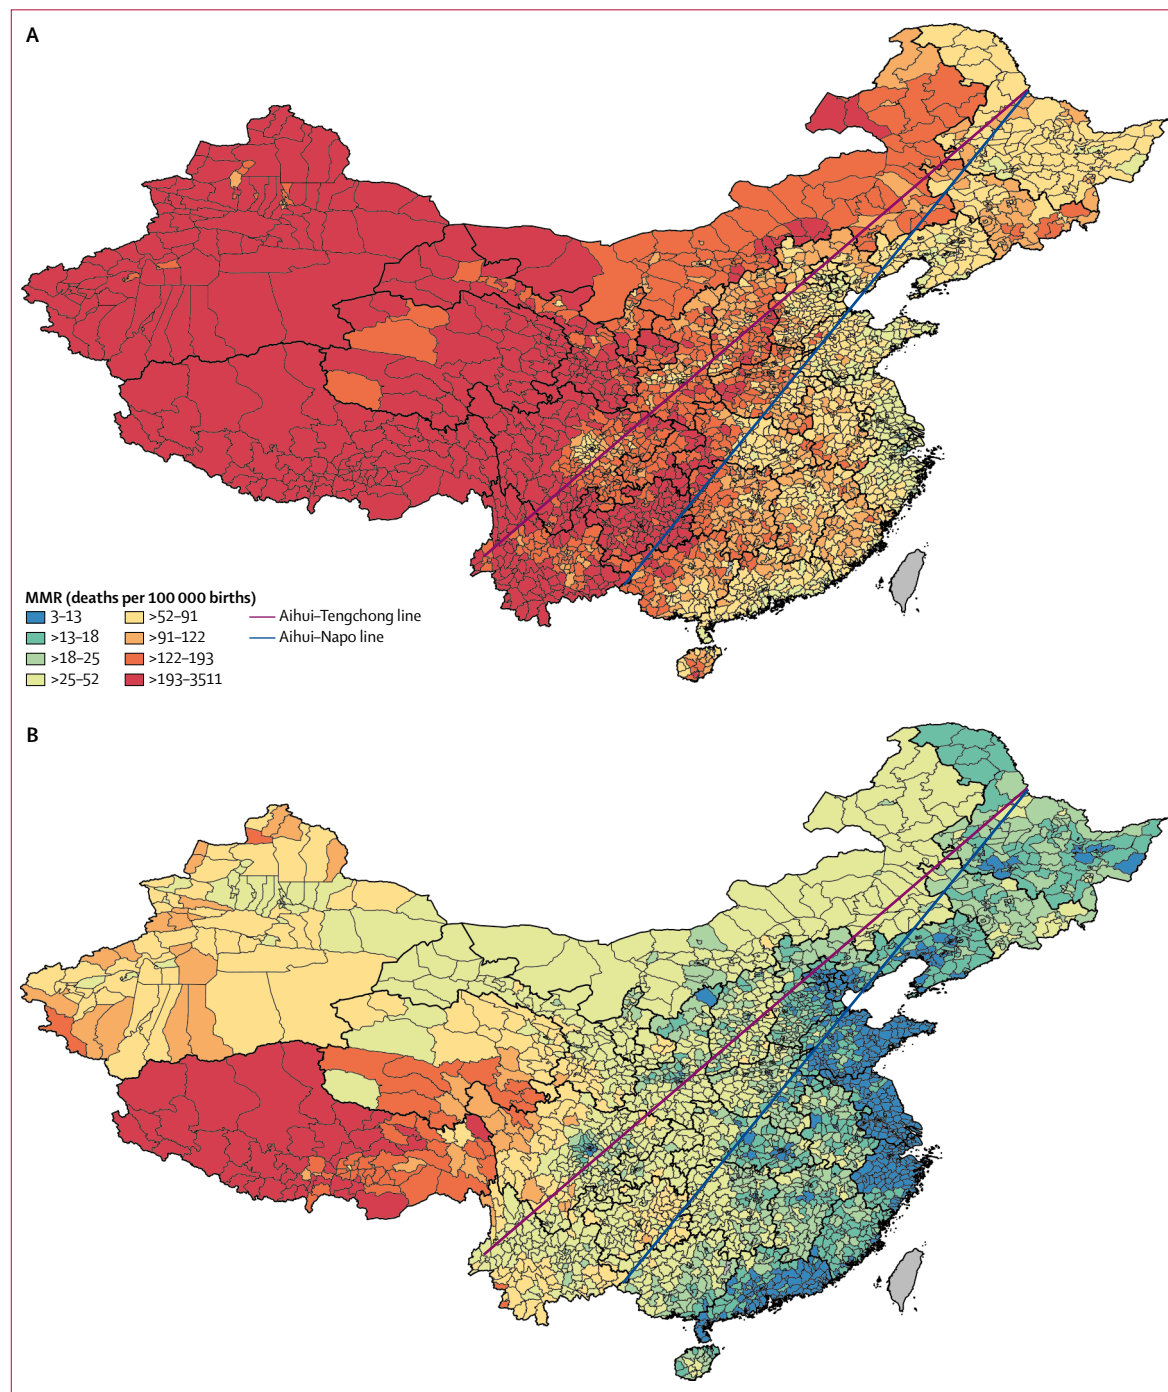 A
MMR (deaths per 100 000 births)
3–13
>13–18
>18–25
>25–52
>52–91
>91–122
>122–193
>193–3511
Aihui–Tengchong line
Aihui–Napo line
B